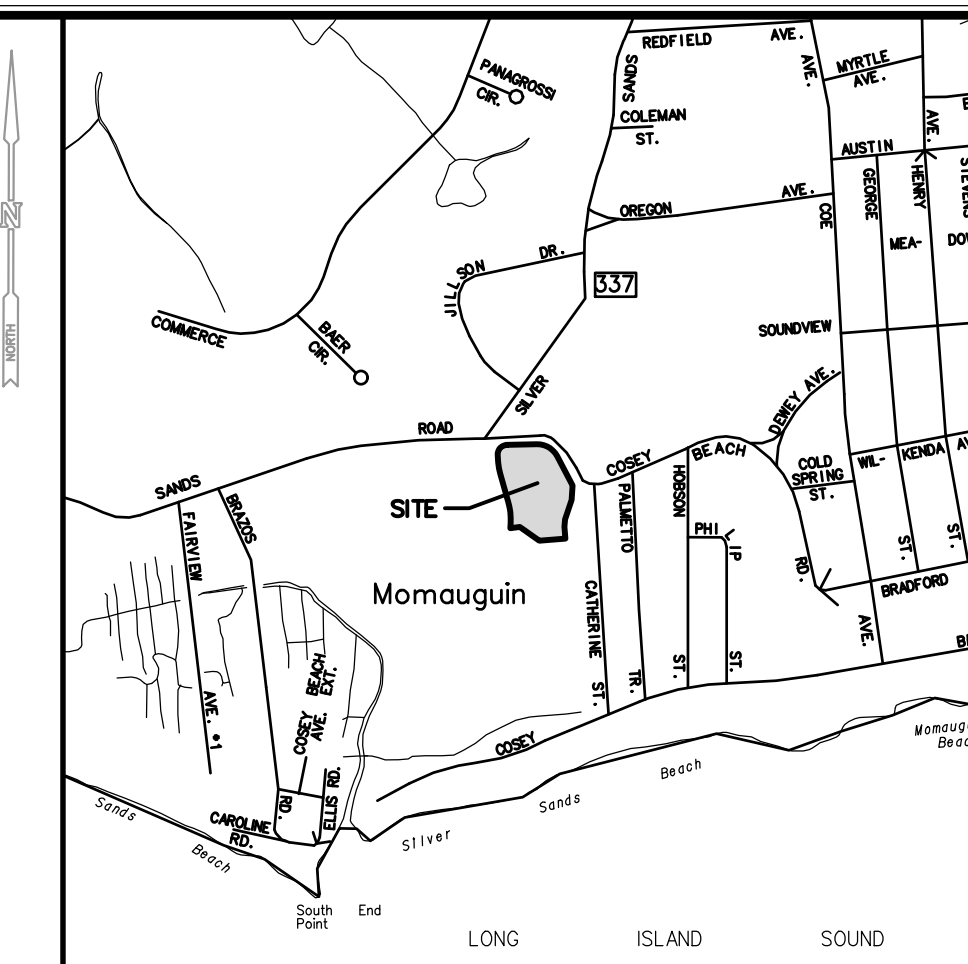 REDFIELD
AVE.
SANDS
AVE.
MYRTLE
AVE.
PANAGROSSI
CIR.
COLEMAN
ST.
AVE.
AUSTIN
GEORGE
HENRY
STEVENS
OREGON
AVE.
COE
N
NORTH
MEA-
JILLSON
DR.
337
COMMERCE
BAER
CIR.
SOUNDVIEW
SILVER
DEWEY AVE.
ROAD
COSEY
BEACH
COLD
SPRING
ST.
WIL-
KENDA
SANDS
BRAZOS
FAIRVIEW
SITE
PALMETTO
HOBSON
PHILIP
ST.
ST.
RD.
BRADFORD
Momauguin
CATHERINE
ST.
TR.
ST.
ST.
AVE.
BEACH
EXT.
COSEY
AVE.
AVE. #1
COSEY
Sands
Beach
CAROLINE
RD.
RD.
ELLIS RD.
Silver
Sands
Beach
South
Point
End
LONG
ISLAND
SOUND